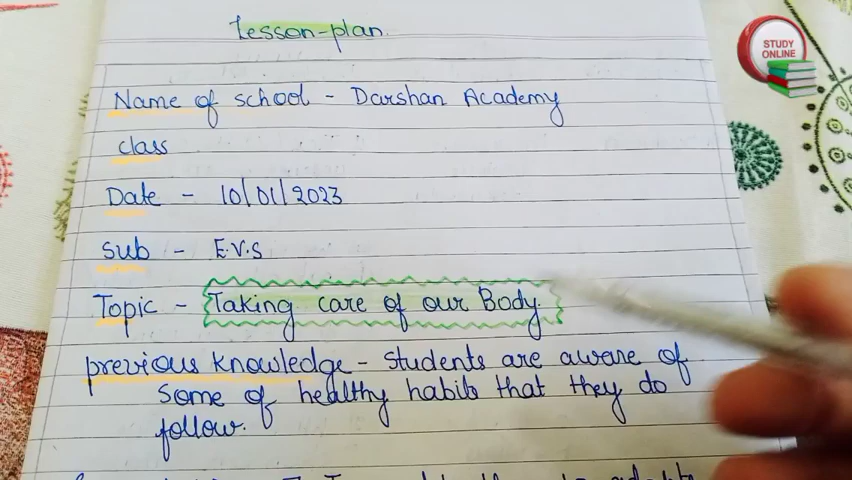 Lesson-plan.
STUDY
ONLINE
Name of school - Darshan Academy
class
Date - 10/01/2023
sub - E.V.S
Topic - Taking care of our Body
previous knowledge - Students are aware of
Some of healthy habits that they do
follow.